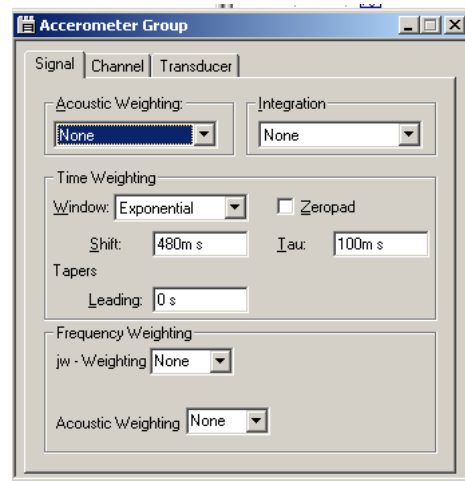 Accerometer Group
Signal Channel Transducer
Acoustic Weighting: Integration
None None
Time Weighting
Window: Exponential Zeropad
Shift: 480m s Tau: 100m s
Tapers
Leading: 0 s
Frequency Weighting
jw - Weighting None
Acoustic Weighting None